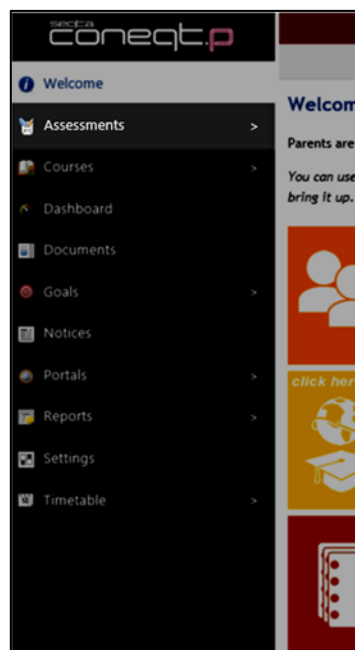 secta
coneqt.p
Welcome
Assessments >
Courses >
Dashboard
Documents
Goals >
Notices
Portals >
Reports >
Settings
Timetable >
Welcom
Parents are
You can use
bring it up.
click her